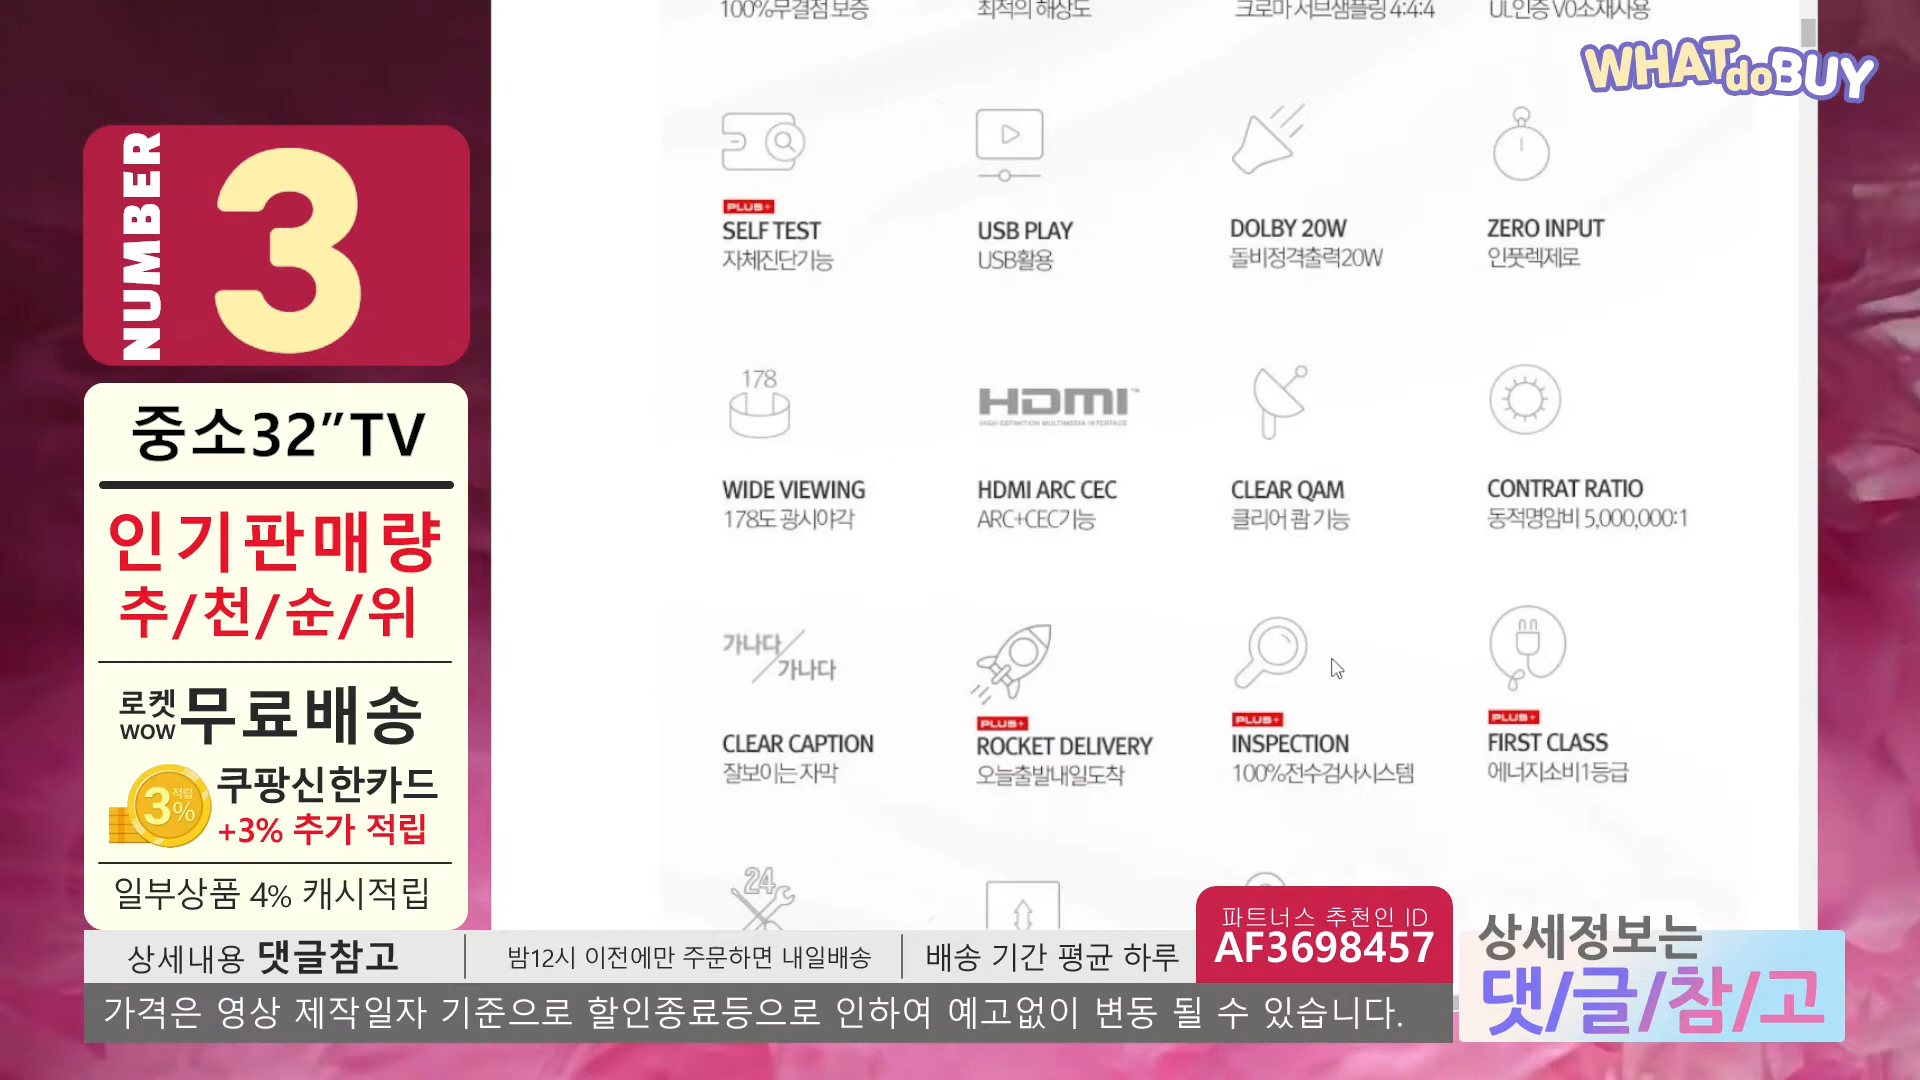 100%무결점 보증
최적의 해상도
크로마 서브샘플링 4:4:4
UL인증 V0소재사용
WHAT do BUY
NUMBER 3
중소32”TV
인기판매량
추/천/순/위
로켓
WOW
무료배송
3%
적립
쿠팡신한카드
+3% 추가 적립
일부상품 4% 캐시적립
PLUS+
SELF TEST
자체진단기능
USB PLAY
USB활용
DOLBY 20W
돌비정격출력20W
ZERO INPUT
인풋렉제로
178
WIDE VIEWING
178도 광시야각
HDMI™
HIGH DEFINITION MULTIMEDIA INTERFACE
HDMI ARC CEC
ARC+CEC기능
CLEAR QAM
클리어 쾀 기능
CONTRAT RATIO
동적명암비 5,000,000:1
가나다/가나다
CLEAR CAPTION
잘보이는 자막
PLUS+
ROCKET DELIVERY
오늘출발내일도착
PLUS+
INSPECTION
100%전수검사시스템
PLUS+
FIRST CLASS
에너지소비1등급
24
상세내용 댓글참고
밤12시 이전에만 주문하면 내일배송
배송 기간 평균 하루
파트너스 추천인 ID
AF3698457
상세정보는
댓/글/참/고
가격은 영상 제작일자 기준으로 할인종료등으로 인하여 예고없이 변동 될 수 있습니다.